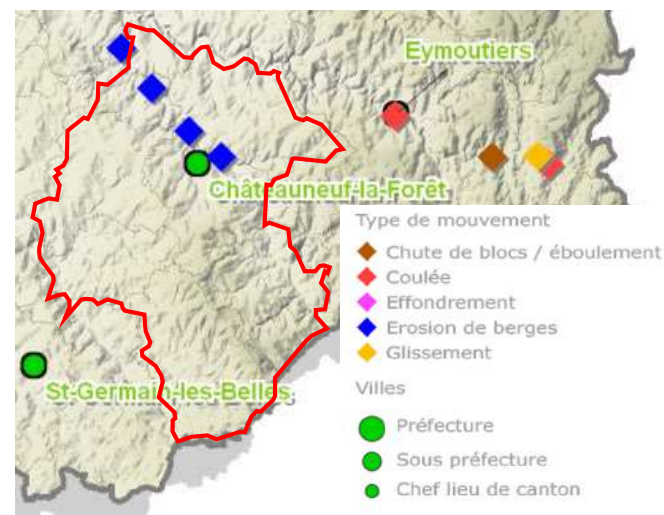 Eymoutiers
Châteauneuf-la-Forêt
Type de mouvement
Chute de blocs / éboulement
Coulée
Effondrement
Erosion de berges
Glissement
St-Germain-les-Belles
Villes
Préfecture
Sous préfecture
Chef lieu de canton